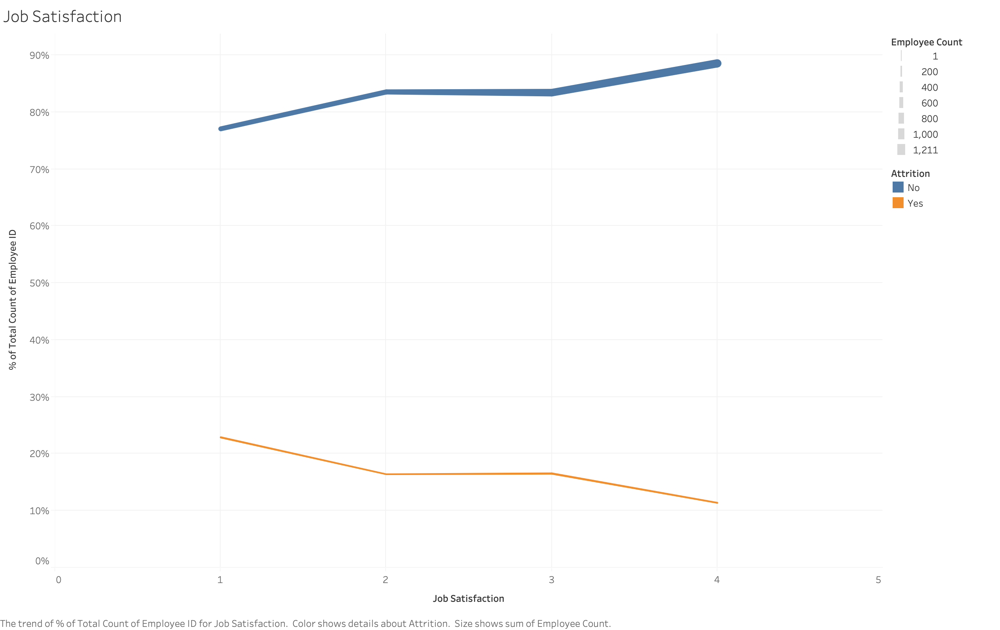 Job Satisfaction
90%
80%
70%
60%
50%
40%
30%
20%
10%
0%
% of Total Count of Employee ID
0 1 2 3 4 5
Job Satisfaction
Employee Count
1
200
400
600
800
1,000
1,211
Attrition
No
Yes
The trend of % of Total Count of Employee ID for Job Satisfaction.  Color shows details about Attrition.  Size shows sum of Employee Count.